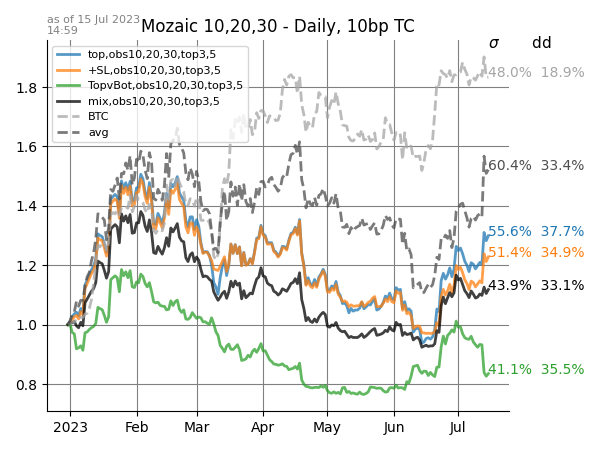 as of 15 Jul 2023
14:59
Mozaic 10,20,30 - Daily, 10bp TC
σ dd
top,obs10,20,30,top3,5
+SL,obs10,20,30,top3,5
TopvBot,obs10,20,30,top3,5
mix,obs10,20,30,top3,5
BTC
avg
48.0% 18.9%
60.4% 33.4%
55.6% 37.7%
51.4% 34.9%
43.9% 33.1%
41.1% 35.5%
1.8
1.6
1.4
1.2
1.0
0.8
2023 Feb Mar Apr May Jun Jul